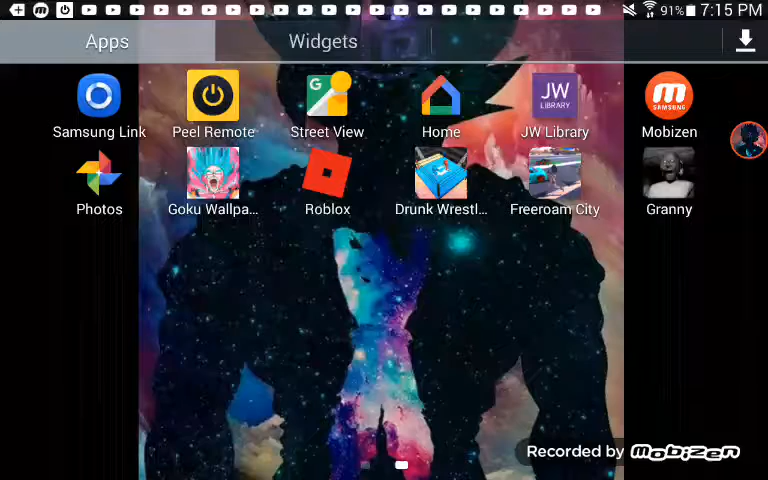 91% 7:15 PM
Apps Widgets
G JW LIBRARY m SAMSUNG
Samsung Link Peel Remote Street View Home JW Library Mobizen
Photos Goku Wallpa... Roblox Drunk Wrestl... Freeroam City Granny
Recorded by Mobizen